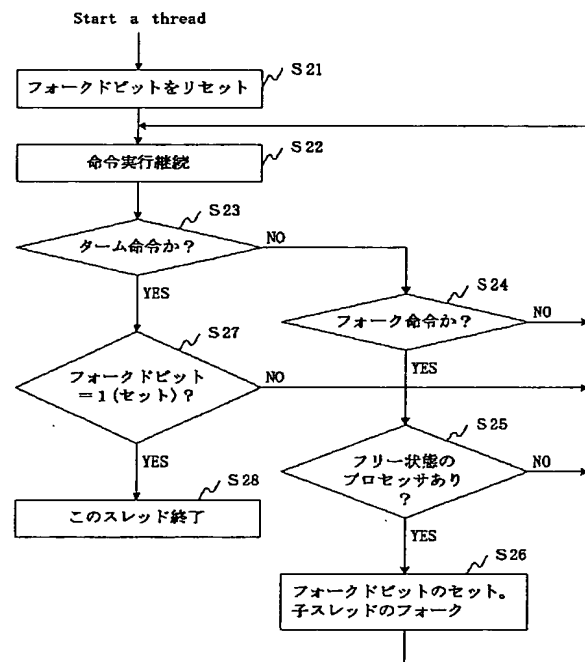 Start a thread
フォークドビットをリセット
S21
命令実行継続
S22
ターム命令か？
S23
NO
YES
フォーク命令か？
S24
NO
YES
フォークドビット
＝１(セット)？
S27
NO
YES
フリー状態の
プロセッサあり
？
S25
NO
YES
このスレッド終了
S28
フォークドビットのセット。
子スレッドのフォーク
S26